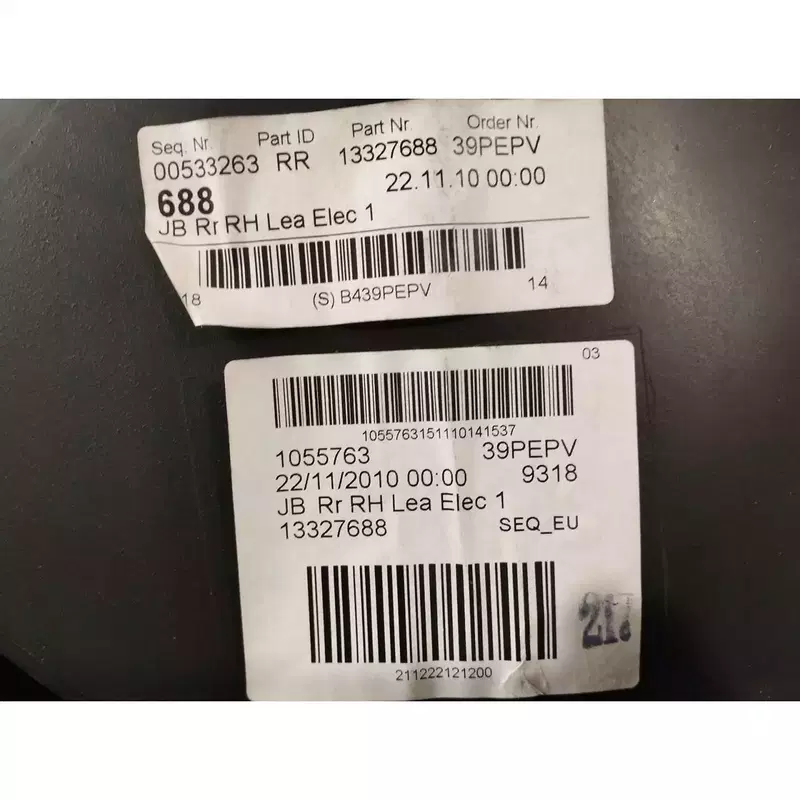 Seq. Nr. Part ID Part Nr. Order Nr.
00533263 RR 13327688 39PEPV
688 22.11.10 00:00
JB Rr RH Lea Elec 1
18 (S) B439PEPV 14
03
1055763151110141537
1055763 39PEPV
22/11/2010 00:00 9318
JB Rr RH Lea Elec 1
13327688 SEQ_EU
217
211222121200